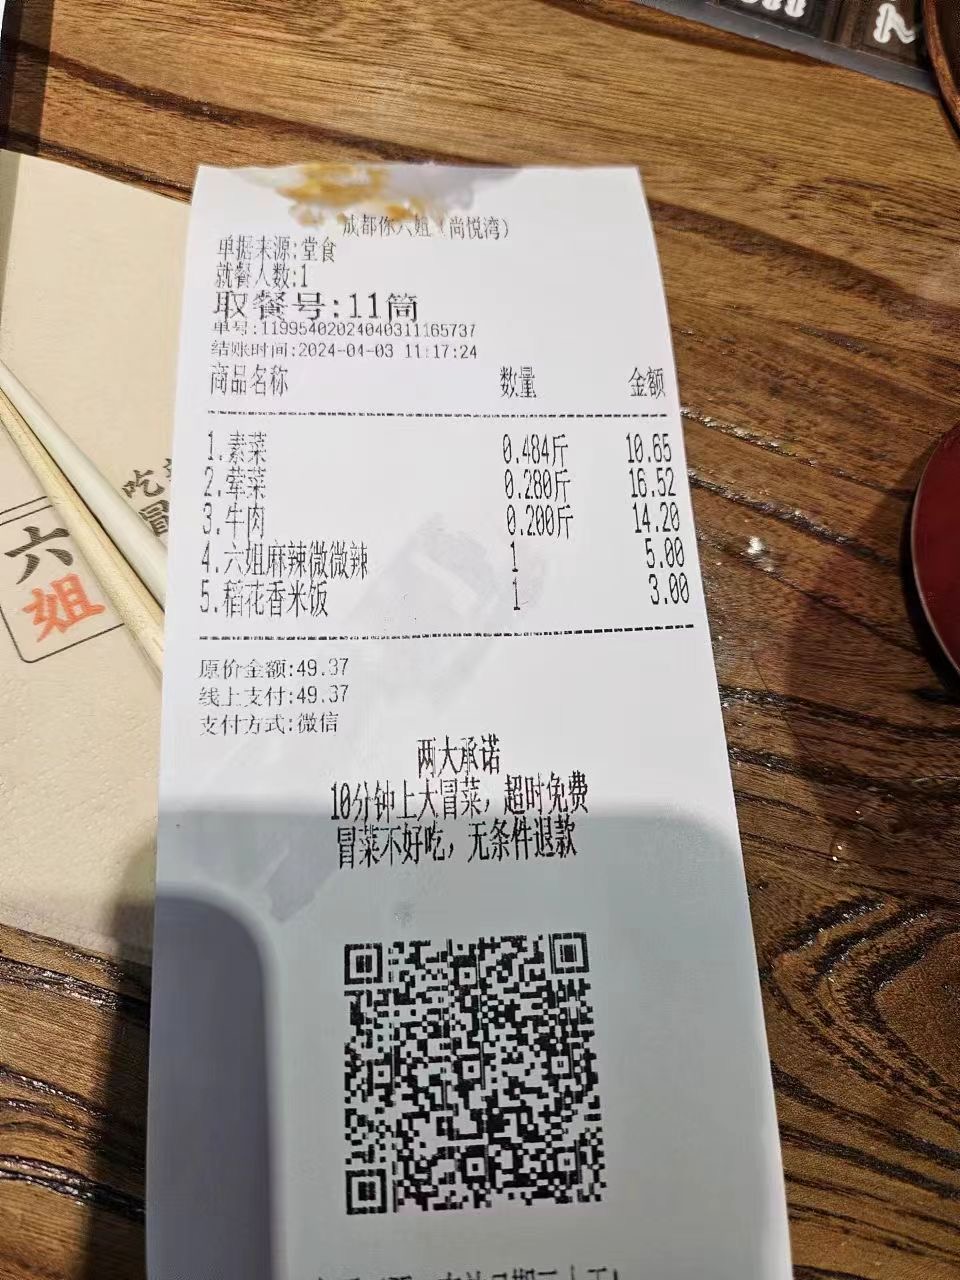 成都你六姐(尚悦湾)
单据来源:堂食
就餐人数:1
取餐号:11筒
单号:11995402024040311165737
结账时间:2024-04-03 11:17:24
商品名称 数量 金额
1.素菜 0.484斤 10.65
2.荤菜 0.280斤 16.52
3.牛肉 0.200斤 14.20
4.六姐麻辣微微辣 1 5.00
5.稻花香米饭 1 3.00
原价金额:49.37
线上支付:49.37
支付方式:微信
两大承诺
10分钟上大冒菜，超时免费
冒菜不好吃，无条件退款
吃
冒
六
姐